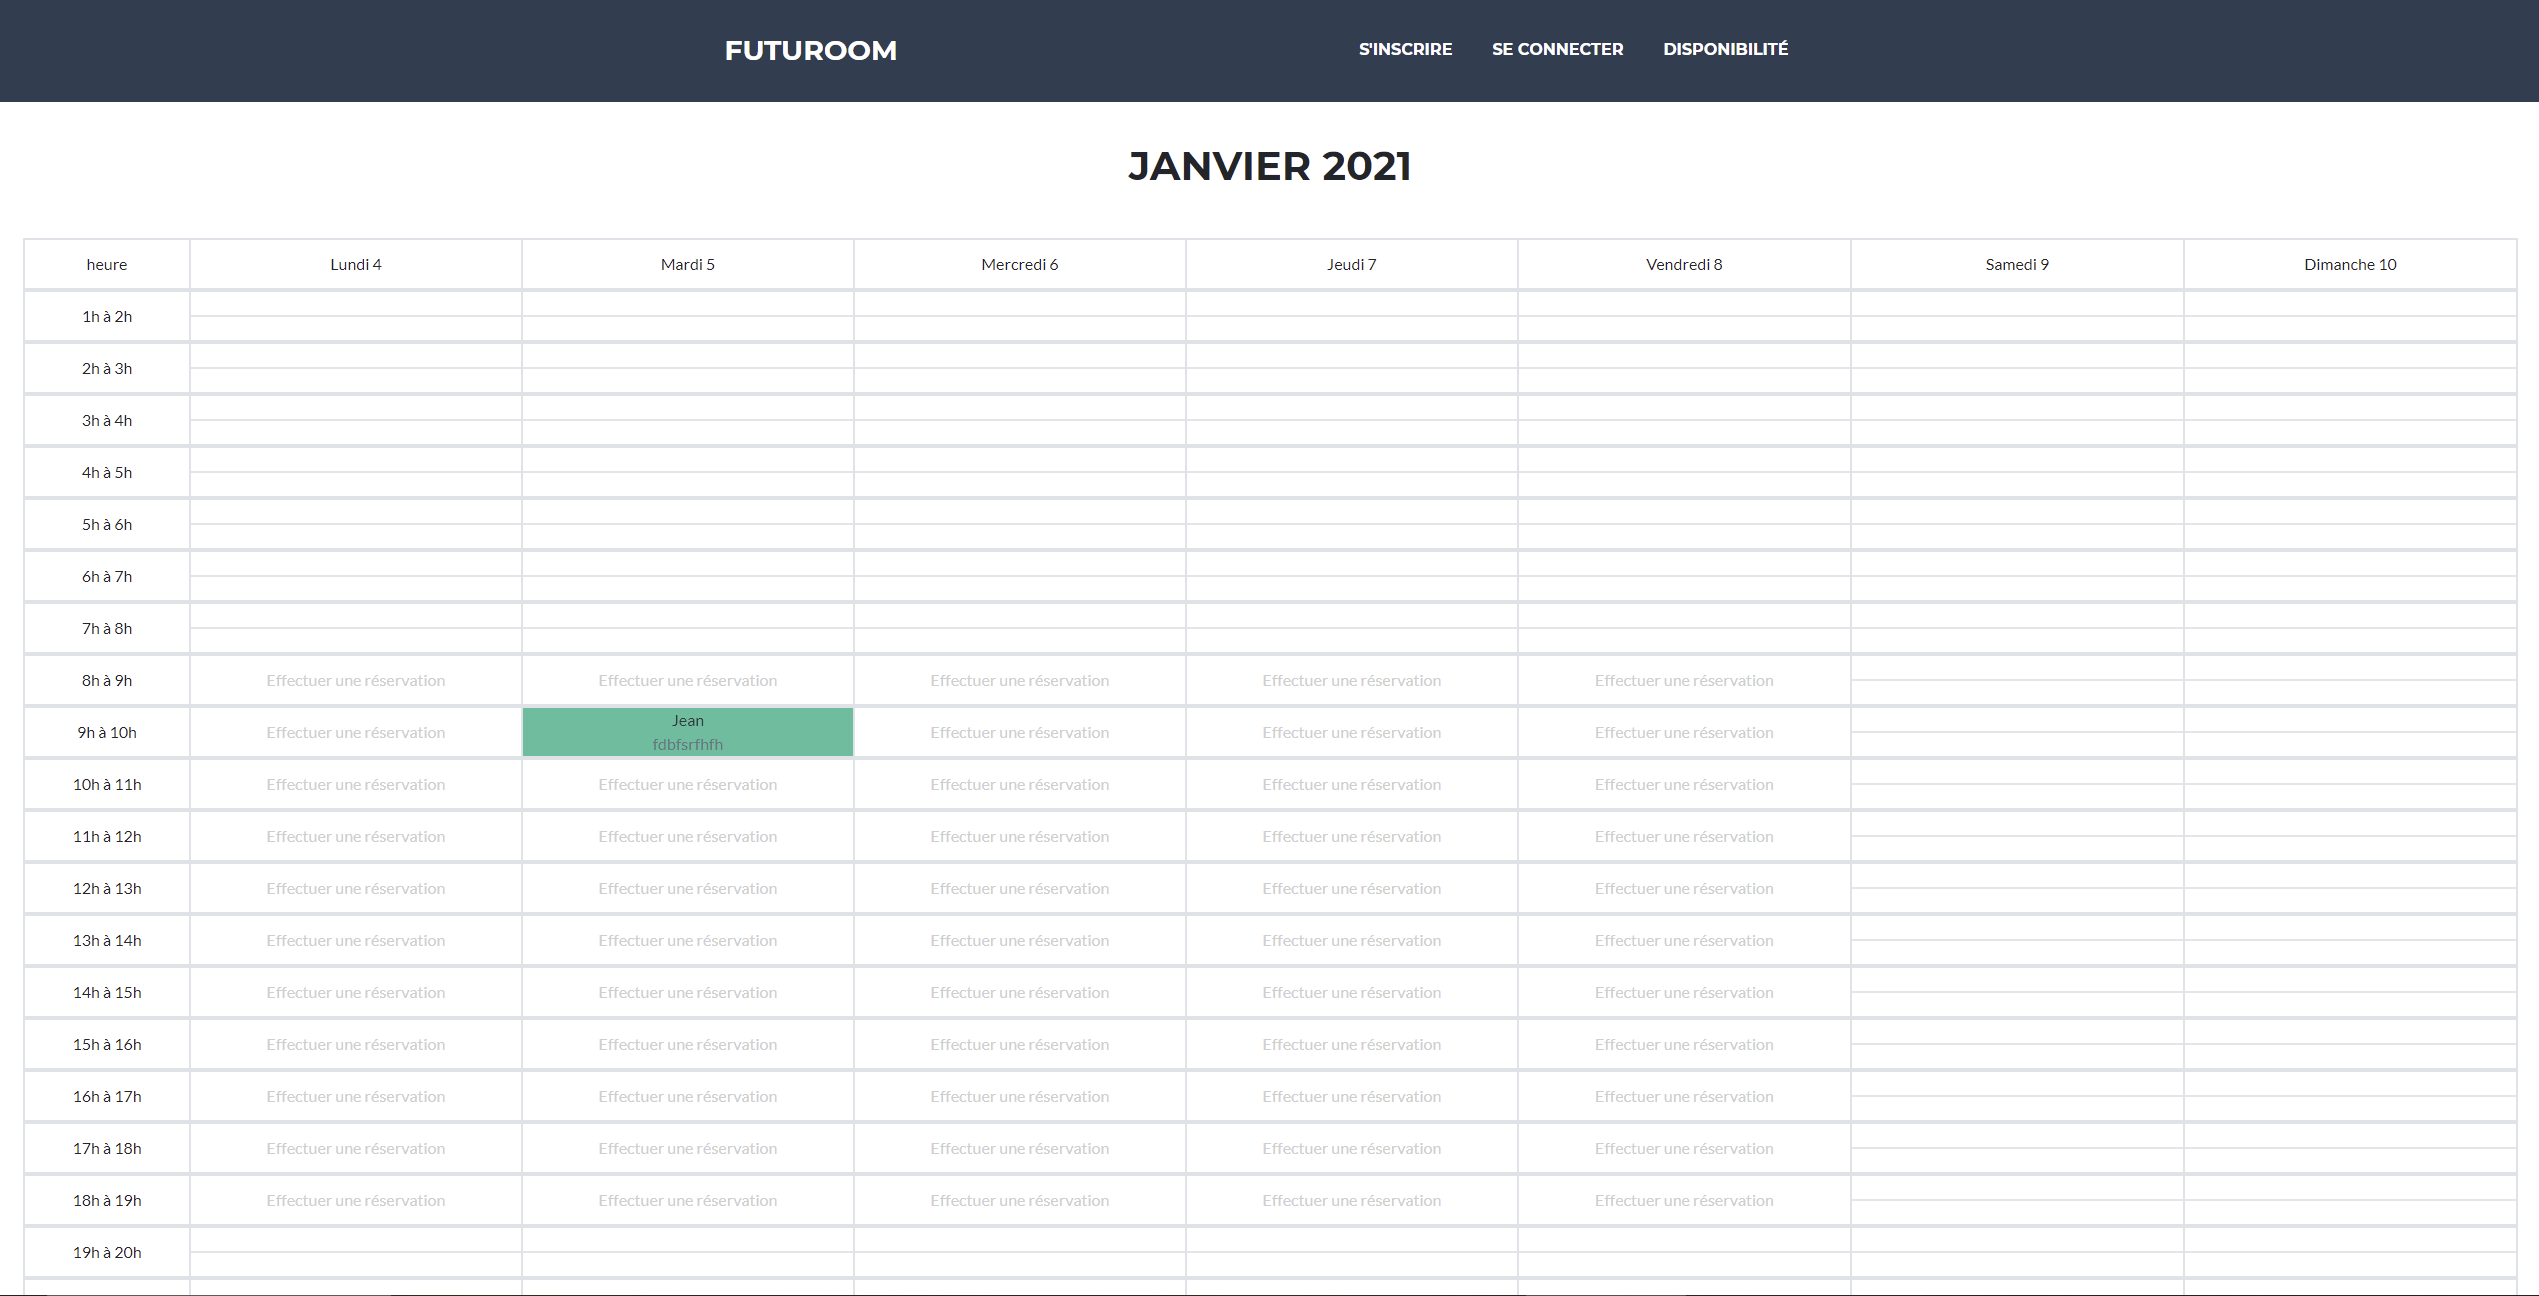 FUTUROOM S'INSCRIRE SE CONNECTER DISPONIBILITÉ
JANVIER 2021
heure Lundi 4 Mardi 5 Mercredi 6 Jeudi 7 Vendredi 8 Samedi 9 Dimanche 10
1h à 2h
2h à 3h
3h à 4h
4h à 5h
5h à 6h
6h à 7h
7h à 8h
8h à 9h Effectuer une réservation Effectuer une réservation Effectuer une réservation Effectuer une réservation Effectuer une réservation
9h à 10h Effectuer une réservation Jean fdbfsrfhfh Effectuer une réservation Effectuer une réservation Effectuer une réservation
10h à 11h Effectuer une réservation Effectuer une réservation Effectuer une réservation Effectuer une réservation Effectuer une réservation
11h à 12h Effectuer une réservation Effectuer une réservation Effectuer une réservation Effectuer une réservation Effectuer une réservation
12h à 13h Effectuer une réservation Effectuer une réservation Effectuer une réservation Effectuer une réservation Effectuer une réservation
13h à 14h Effectuer une réservation Effectuer une réservation Effectuer une réservation Effectuer une réservation Effectuer une réservation
14h à 15h Effectuer une réservation Effectuer une réservation Effectuer une réservation Effectuer une réservation Effectuer une réservation
15h à 16h Effectuer une réservation Effectuer une réservation Effectuer une réservation Effectuer une réservation Effectuer une réservation
16h à 17h Effectuer une réservation Effectuer une réservation Effectuer une réservation Effectuer une réservation Effectuer une réservation
17h à 18h Effectuer une réservation Effectuer une réservation Effectuer une réservation Effectuer une réservation Effectuer une réservation
18h à 19h Effectuer une réservation Effectuer une réservation Effectuer une réservation Effectuer une réservation Effectuer une réservation
19h à 20h